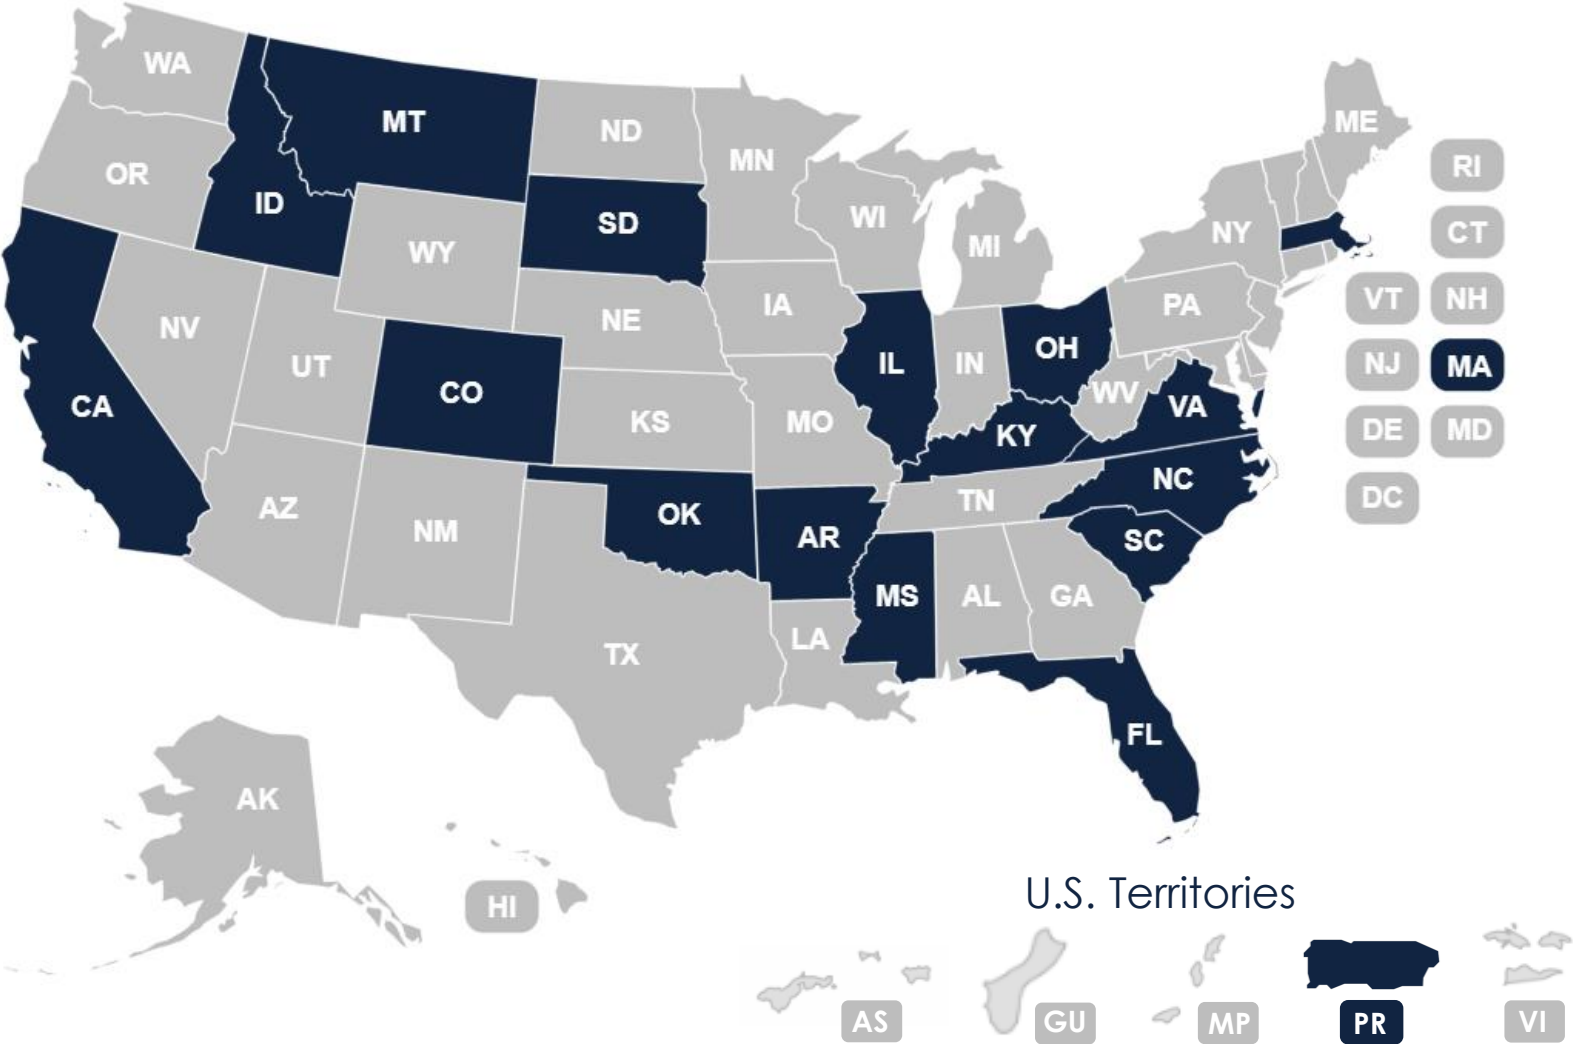 WA
MT
ND
MN
ME
OR
ID
SD
WI
MI
NY
RI
CT
WY
IA
NE
PA
VT
NH
NV
UT
CO
IL
IN
OH
WV
NJ
MA
CA
KS
MO
KY
VA
DE
MD
AZ
NM
OK
AR
TN
NC
DC
SC
MS
AL
GA
TX
LA
FL
AK
HI
U.S. Territories
AS
GU
MP
PR
VI